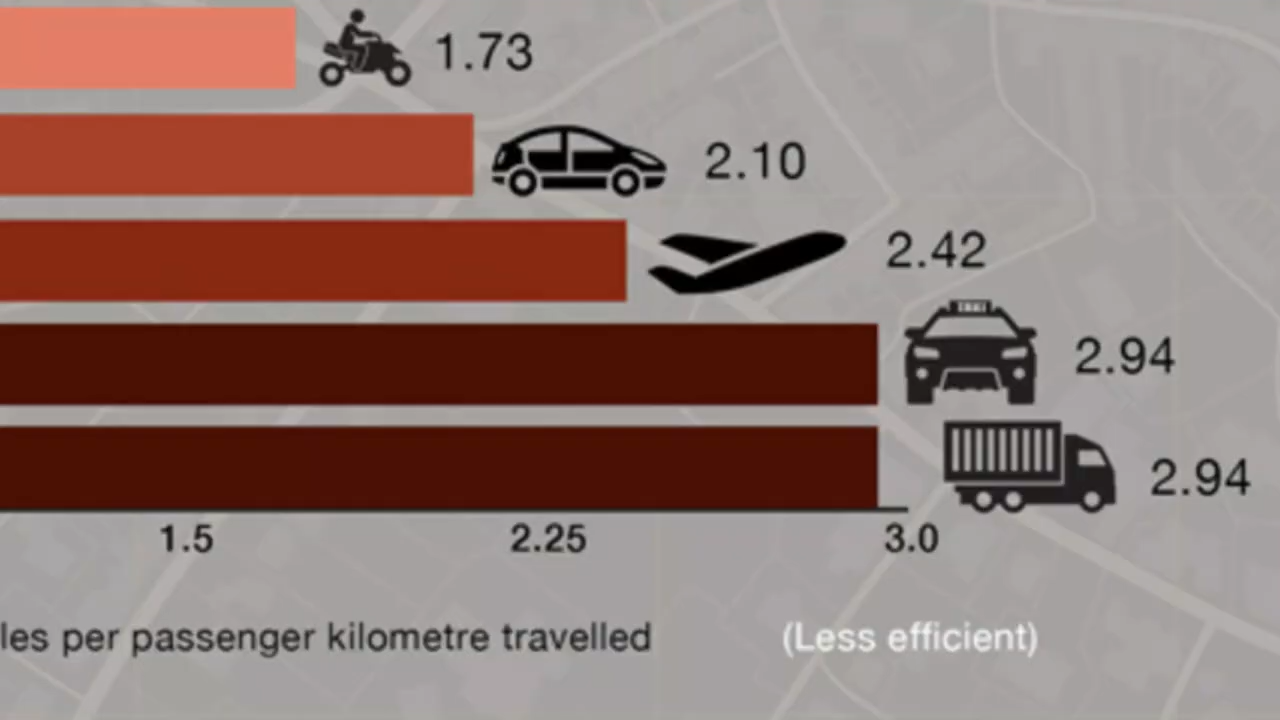 1.73
2.10
2.42
2.94
2.94
1.5 2.25 3.0
les per passenger kilometre travelled (Less efficient)